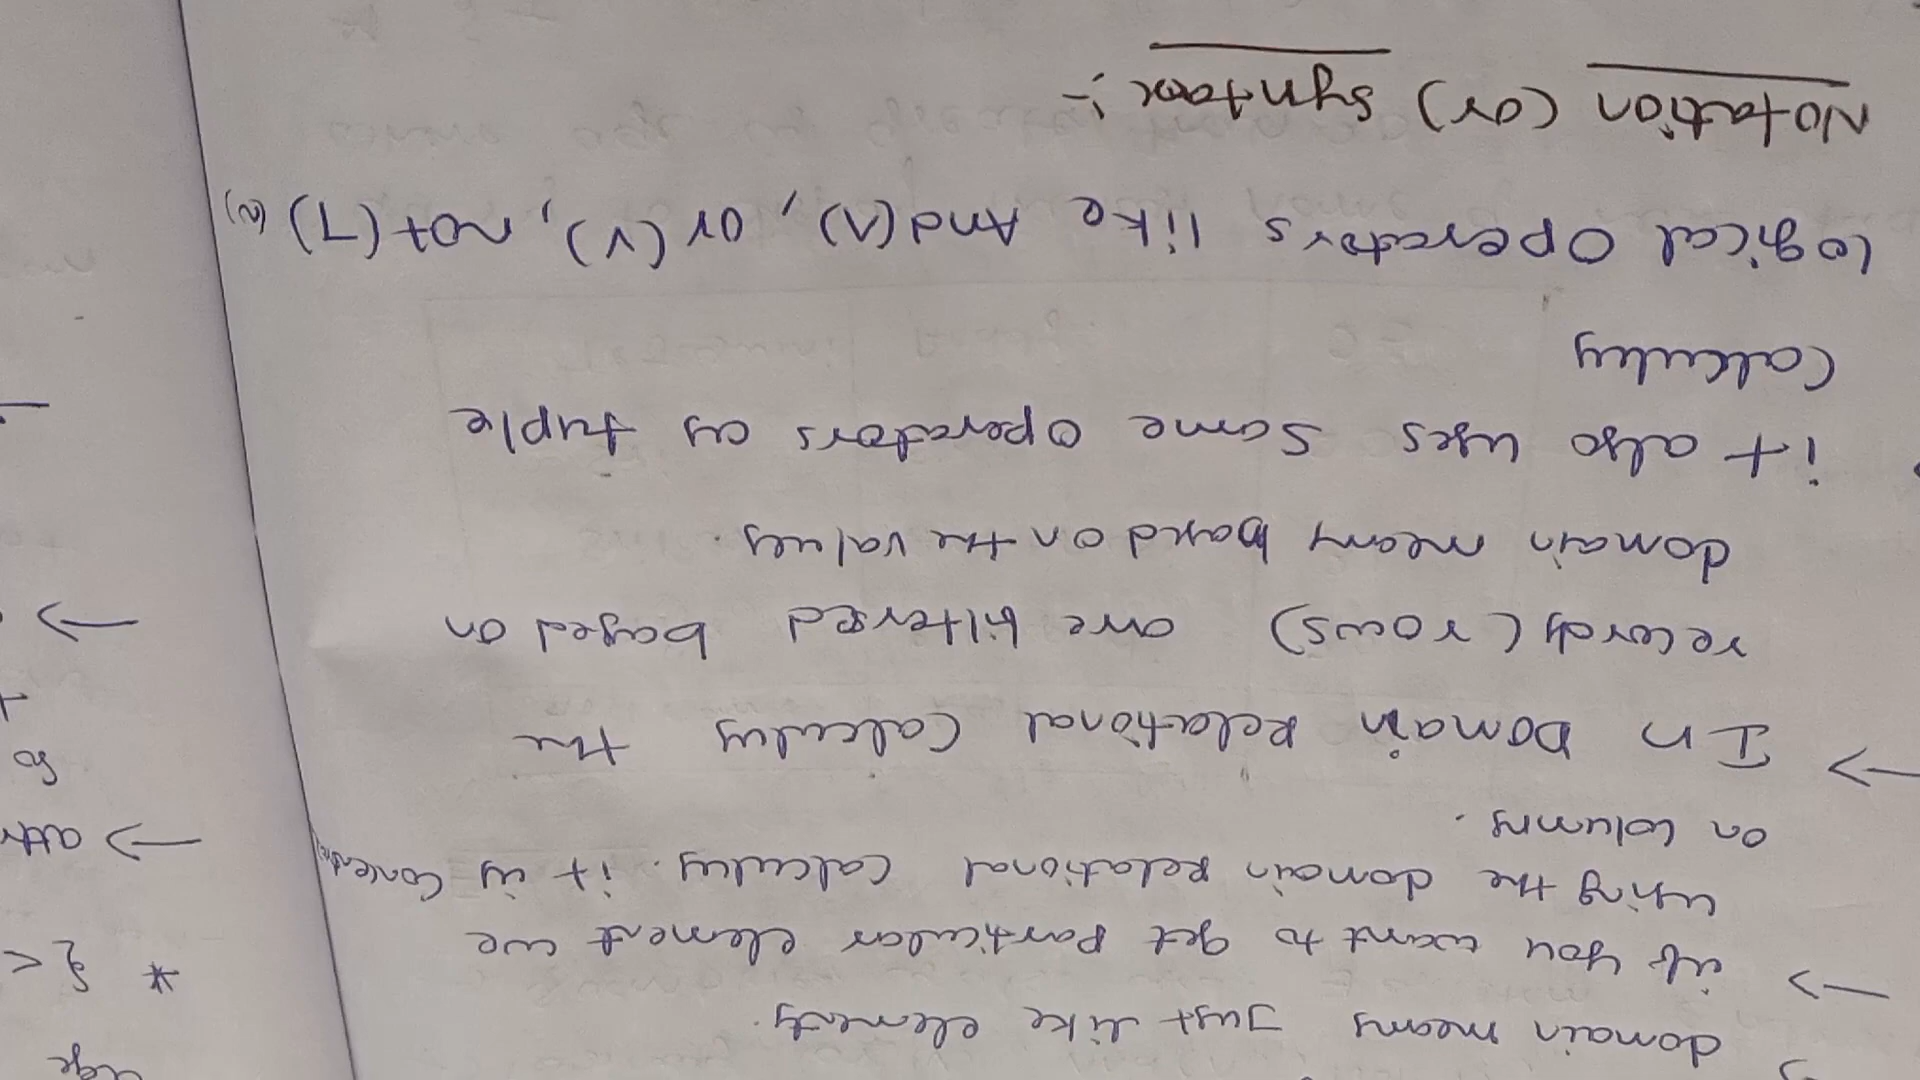 domain means Just like elements.
→ if you want to get particular element we
using the domain Relational Calculus. it is
on columns.
→ In Domain Relational Calculus the
records (rows) are filtered based on
domain means based on the values.
it also uses same operators as tuple
Calculus
Logical operators like And(∧), or(∨), not(¬)
Notation (or) Syntax :-
→ attr
* {<